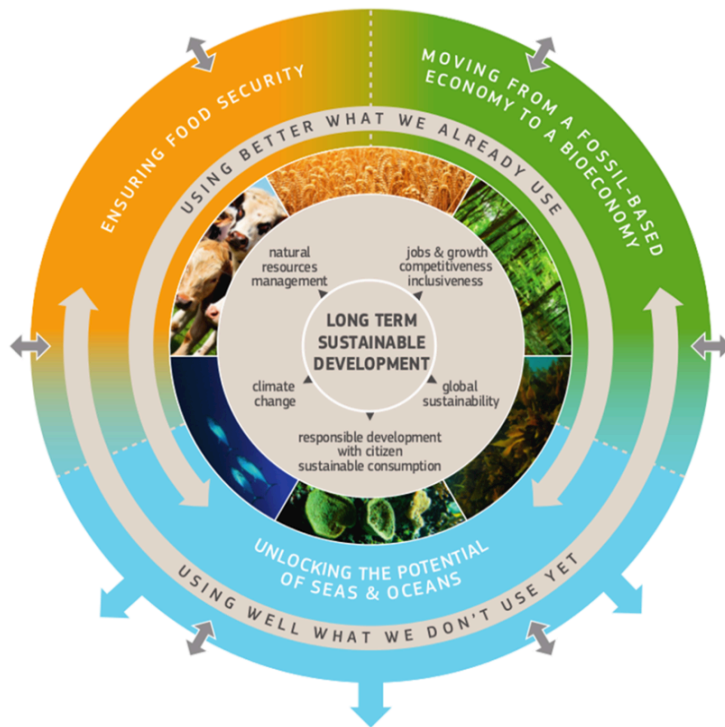 ENSURING FOOD SECURITY
MOVING FROM A FOSSIL-BASED
ECONOMY TO A BIOECONOMY
USING BETTER WHAT WE ALREADY USE
natural
resources
management
jobs & growth
competitiveness
inclusiveness
LONG TERM
SUSTAINABLE
DEVELOPMENT
climate
change
global
sustainability
responsible development
with citizen
sustainable consumption
UNLOCKING THE POTENTIAL
OF SEAS & OCEANS
USING WELL WHAT WE DON'T USE YET